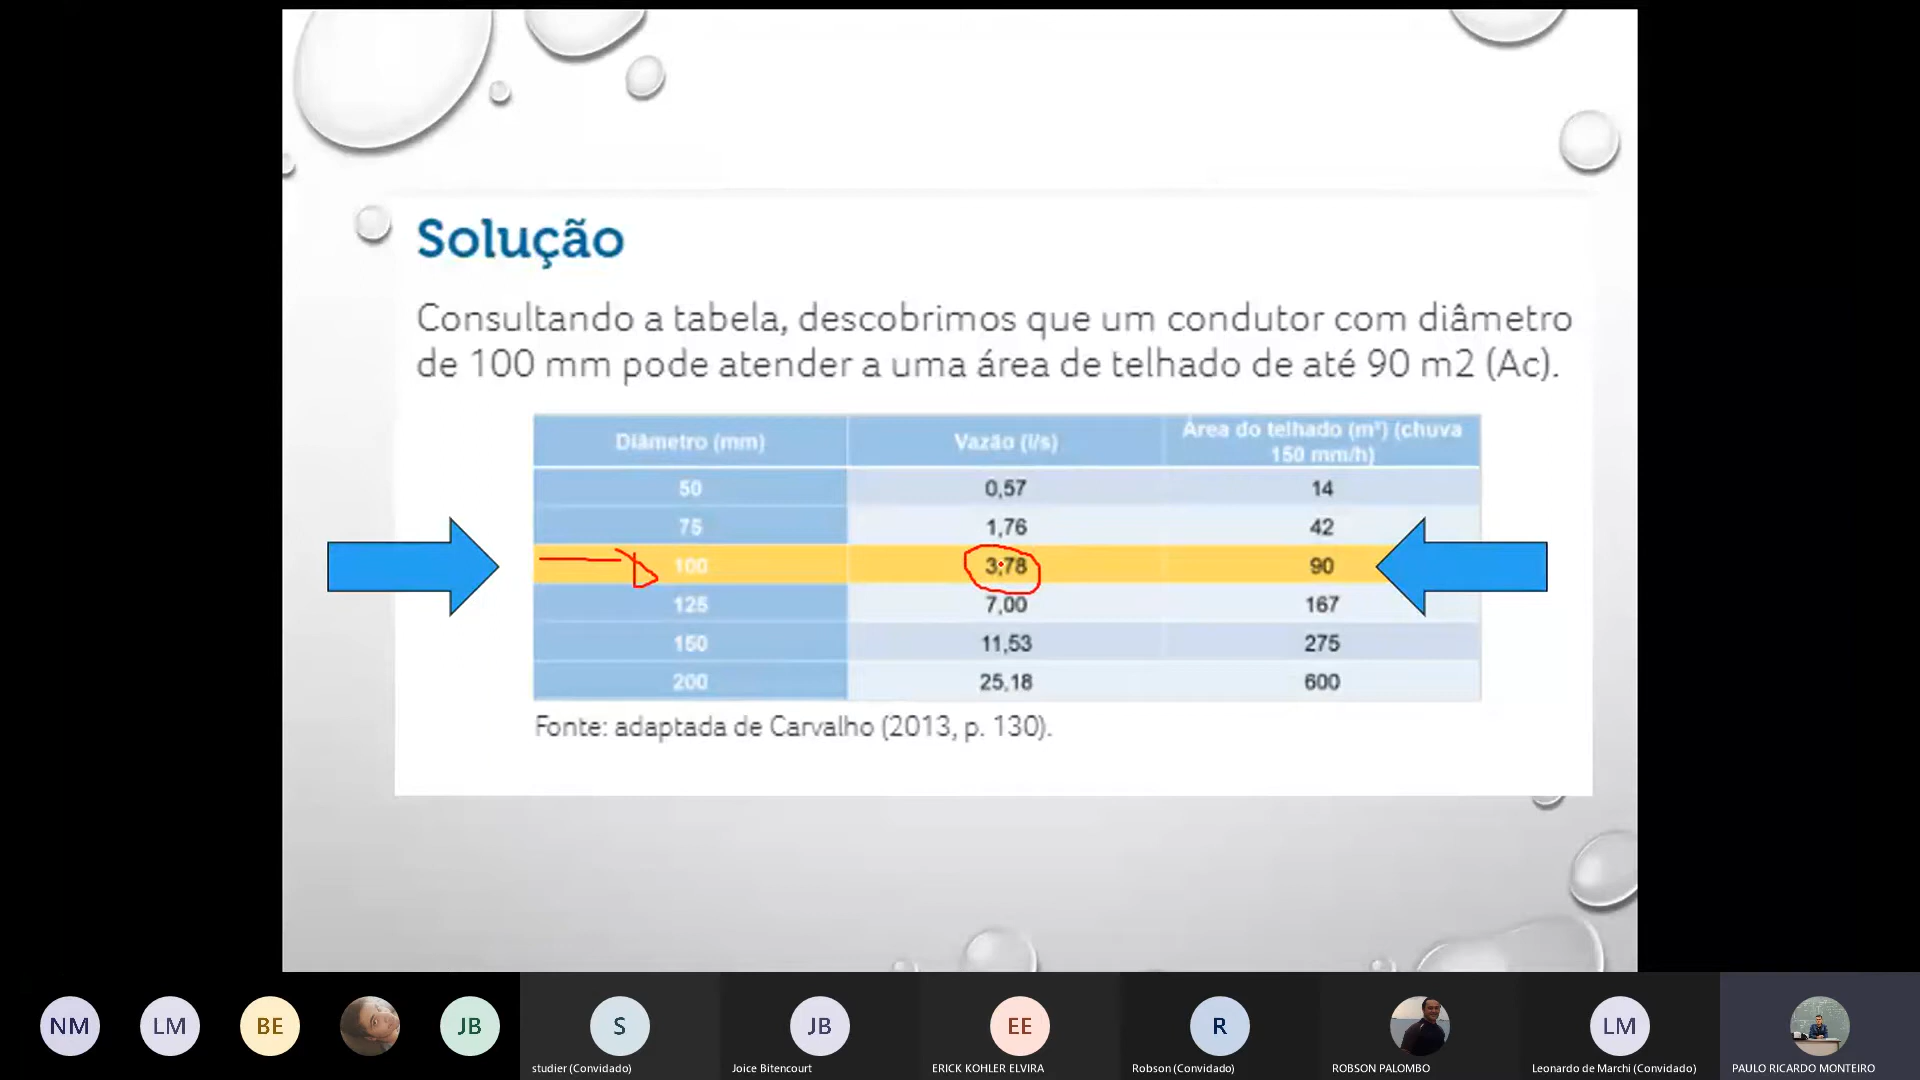 Solução
Consultando a tabela, descobrimos que um condutor com diâmetro
de 100 mm pode atender a uma área de telhado de até 90 m2 (Ac).
Diâmetro (mm) Vazão (l/s) Área do telhado (m²) (chuva
150 mm/h)
50 0,57 14
75 1,76 42
100 3,78 90
125 7,00 167
150 11,53 275
200 25,18 600
Fonte: adaptada de Carvalho (2013, p. 130).
NM LM BE JB S JB EE R LM
studier (Convidado) Joice Bitencourt ERICK KOHLER ELVIRA Robson (Convidado) ROBSON PALOMBO Leonardo de Marchi (Convidado) PAULO RICARDO MONTEIRO